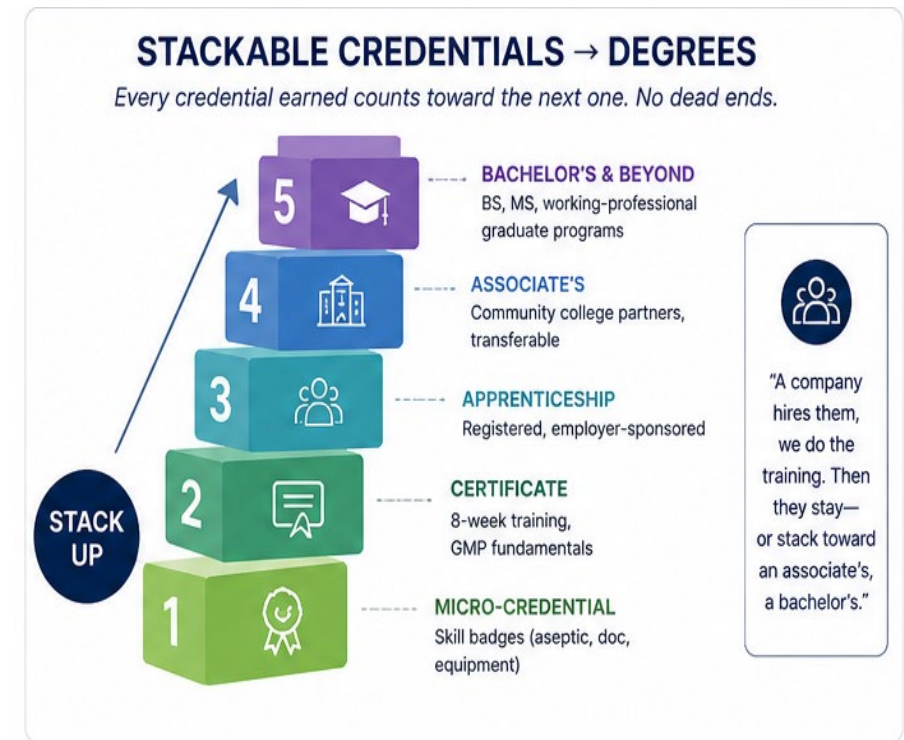 STACKABLE CREDENTIALS → DEGREES
Every credential earned counts toward the next one. No dead ends.
5
BACHELOR'S & BEYOND
BS, MS, working-professional
graduate programs
4
ASSOCIATE'S
Community college partners,
transferable
3
APPRENTICESHIP
Registered, employer-sponsored
2
CERTIFICATE
8-week training,
GMP fundamentals
1
MICRO-CREDENTIAL
Skill badges (aseptic, doc,
equipment)
STACK
UP
"A company
hires them,
we do the
training. Then
they stay—
or stack toward
an associate's,
a bachelor's."